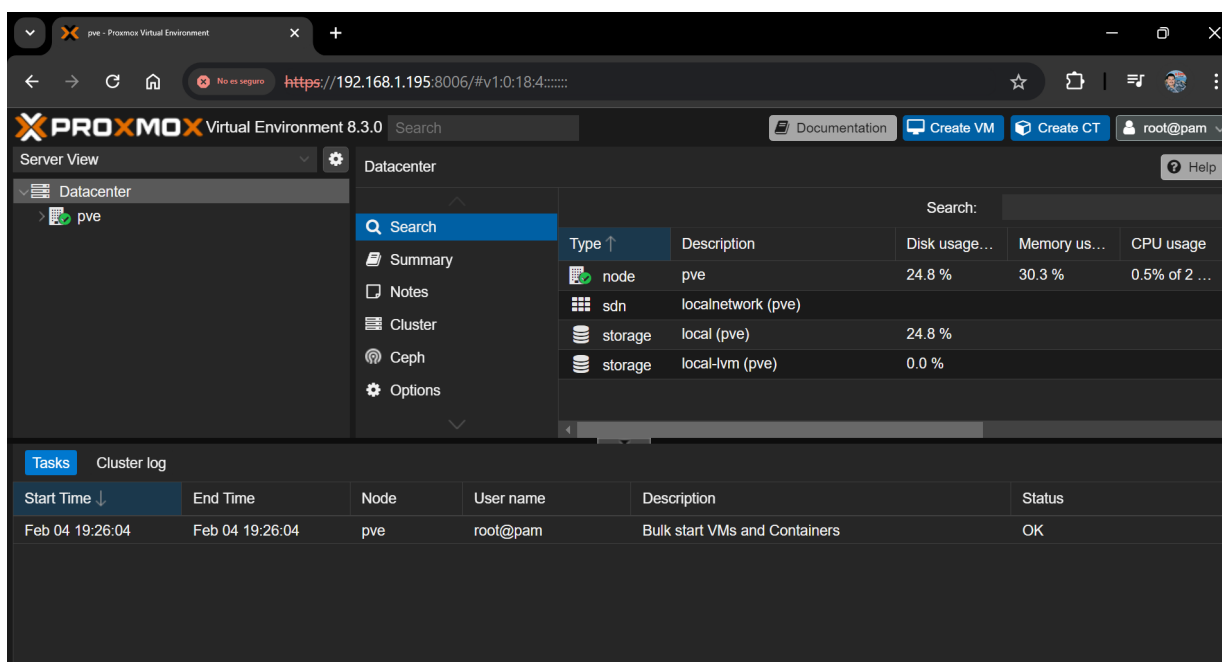 pve - Proxmox Virtual Environment
No es seguro https://192.168.1.195:8006/#v1:0:18:4:::::::
PROXMOX Virtual Environment 8.3.0 Search Documentation Create VM Create CT root@pam
Server View Datacenter Help
Datacenter
pve
Search:
Search
Summary
Notes
Cluster
Ceph
Options
Type Description Disk usage... Memory us... CPU usage
node pve 24.8 % 30.3 % 0.5% of 2 ...
sdn localnetwork (pve)
storage local (pve) 24.8 %
storage local-lvm (pve) 0.0 %
Tasks Cluster log
Start Time End Time Node User name Description Status
Feb 04 19:26:04 Feb 04 19:26:04 pve root@pam Bulk start VMs and Containers OK